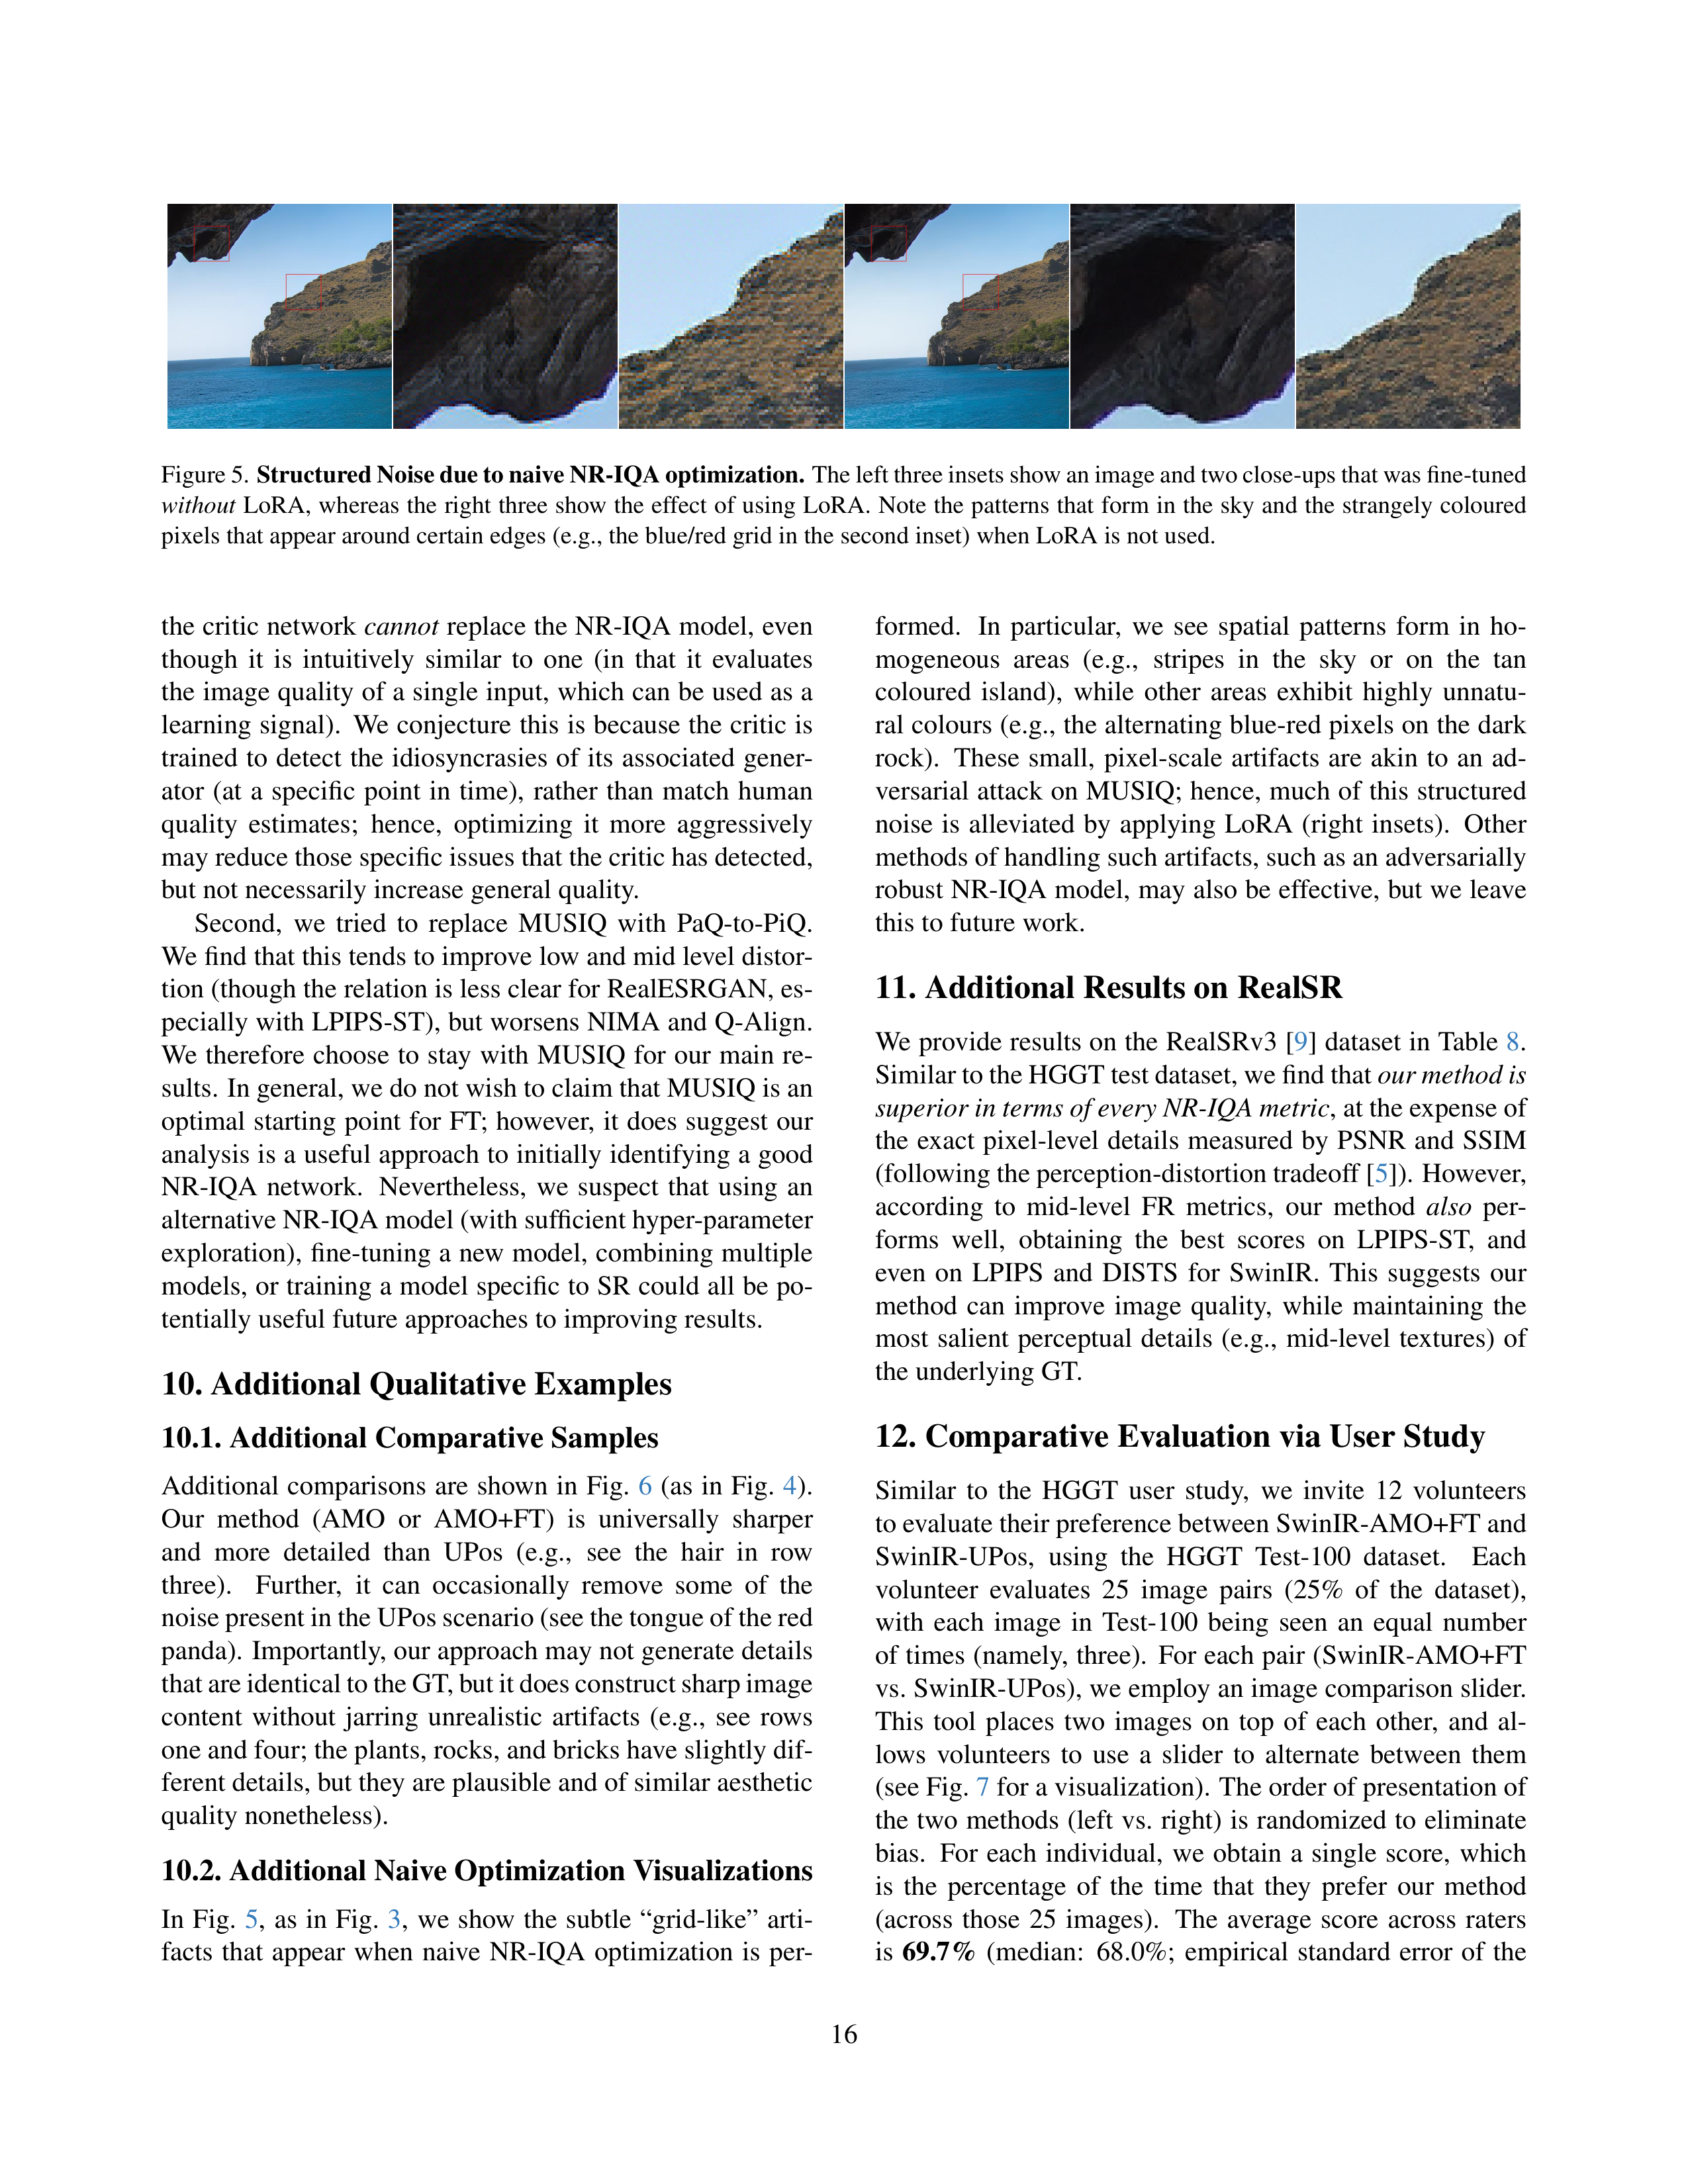 Figure 5. Structured Noise due to naive NR-IQA optimization. The left three insets show an image and two close-ups that was fine-tuned
without LoRA, whereas the right three show the effect of using LoRA. Note the patterns that form in the sky and the strangely coloured
pixels that appear around certain edges (e.g., the blue/red grid in the second inset) when LoRA is not used.
the critic network cannot replace the NR-IQA model, even
though it is intuitively similar to one (in that it evaluates
the image quality of a single input, which can be used as a
learning signal). We conjecture this is because the critic is
trained to detect the idiosyncrasies of its associated gener-
ator (at a specific point in time), rather than match human
quality estimates; hence, optimizing it more aggressively
may reduce those specific issues that the critic has detected,
but not necessarily increase general quality.
Second, we tried to replace MUSIQ with PaQ-to-PiQ.
We find that this tends to improve low and mid level distor-
tion (though the relation is less clear for RealESRGAN, es-
pecially with LPIPS-ST), but worsens NIMA and Q-Align.
We therefore choose to stay with MUSIQ for our main re-
sults. In general, we do not wish to claim that MUSIQ is an
optimal starting point for FT; however, it does suggest our
analysis is a useful approach to initially identifying a good
NR-IQA network. Nevertheless, we suspect that using an
alternative NR-IQA model (with sufficient hyper-parameter
exploration), fine-tuning a new model, combining multiple
models, or training a model specific to SR could all be po-
tentially useful future approaches to improving results.
10. Additional Qualitative Examples
10.1. Additional Comparative Samples
Additional comparisons are shown in Fig. 6 (as in Fig. 4).
Our method (AMO or AMO+FT) is universally sharper
and more detailed than UPos (e.g., see the hair in row
three). Further, it can occasionally remove some of the
noise present in the UPos scenario (see the tongue of the red
panda). Importantly, our approach may not generate details
that are identical to the GT, but it does construct sharp image
content without jarring unrealistic artifacts (e.g., see rows
one and four; the plants, rocks, and bricks have slightly dif-
ferent details, but they are plausible and of similar aesthetic
quality nonetheless).
10.2. Additional Naive Optimization Visualizations
In Fig. 5, as in Fig. 3, we show the subtle “grid-like” arti-
facts that appear when naive NR-IQA optimization is per-
formed. In particular, we see spatial patterns form in ho-
mogeneous areas (e.g., stripes in the sky or on the tan
coloured island), while other areas exhibit highly unnatu-
ral colours (e.g., the alternating blue-red pixels on the dark
rock). These small, pixel-scale artifacts are akin to an ad-
versarial attack on MUSIQ; hence, much of this structured
noise is alleviated by applying LoRA (right insets). Other
methods of handling such artifacts, such as an adversarially
robust NR-IQA model, may also be effective, but we leave
this to future work.
11. Additional Results on RealSR
We provide results on the RealSRv3 [9] dataset in Table 8.
Similar to the HGGT test dataset, we find that our method is
superior in terms of every NR-IQA metric, at the expense of
the exact pixel-level details measured by PSNR and SSIM
(following the perception-distortion tradeoff [5]). However,
according to mid-level FR metrics, our method also per-
forms well, obtaining the best scores on LPIPS-ST, and
even on LPIPS and DISTS for SwinIR. This suggests our
method can improve image quality, while maintaining the
most salient perceptual details (e.g., mid-level textures) of
the underlying GT.
12. Comparative Evaluation via User Study
Similar to the HGGT user study, we invite 12 volunteers
to evaluate their preference between SwinIR-AMO+FT and
SwinIR-UPos, using the HGGT Test-100 dataset. Each
volunteer evaluates 25 image pairs (25% of the dataset),
with each image in Test-100 being seen an equal number
of times (namely, three). For each pair (SwinIR-AMO+FT
vs. SwinIR-UPos), we employ an image comparison slider.
This tool places two images on top of each other, and al-
lows volunteers to use a slider to alternate between them
(see Fig. 7 for a visualization). The order of presentation of
the two methods (left vs. right) is randomized to eliminate
bias. For each individual, we obtain a single score, which
is the percentage of the time that they prefer our method
(across those 25 images). The average score across raters
is 69.7% (median: 68.0%; empirical standard error of the
16